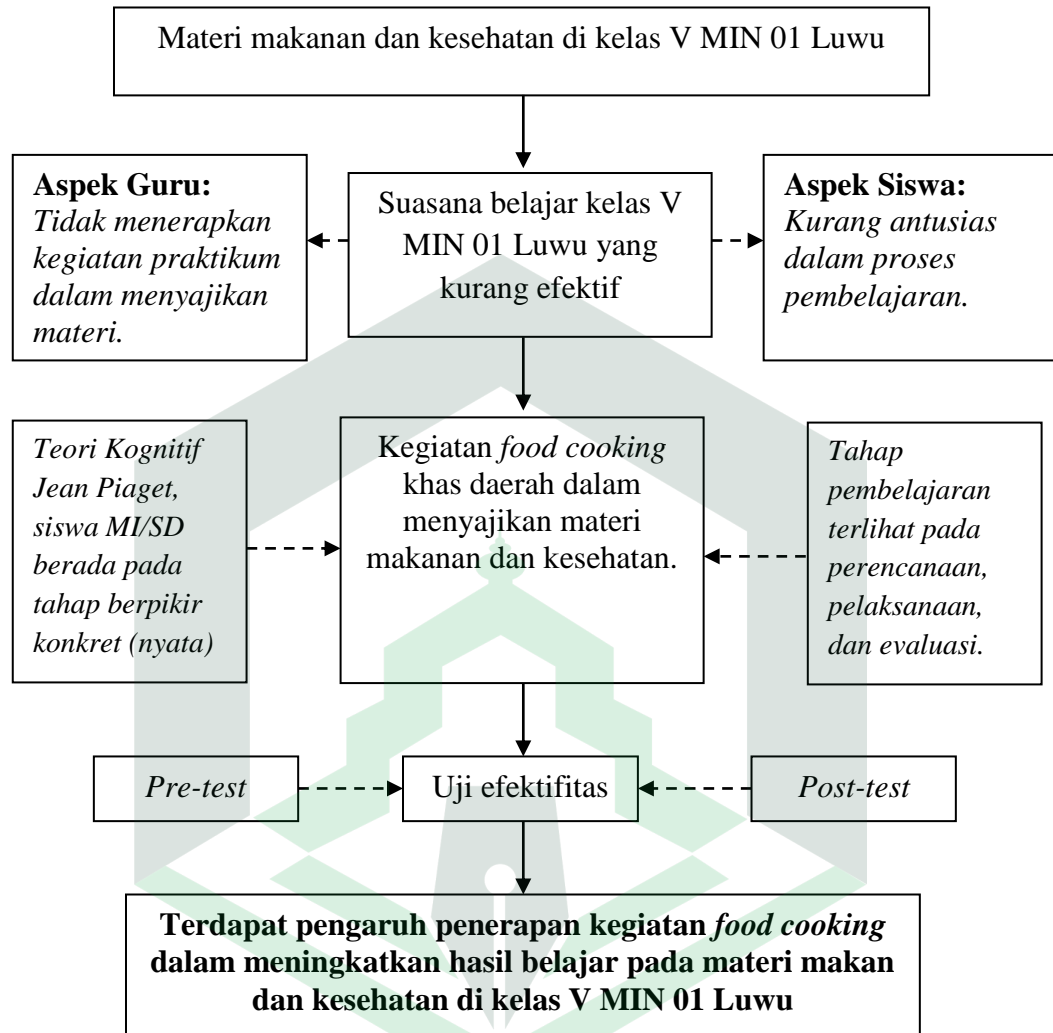 Materi makanan dan kesehatan di kelas V MIN 01 Luwu
Aspek Guru:
Tidak menerapkan
kegiatan praktikum
dalam menyajikan
materi.
Suasana belajar kelas V
MIN 01 Luwu yang
kurang efektif
Aspek Siswa:
Kurang antusias
dalam proses
pembelajaran.
Teori Kognitif
Jean Piaget,
siswa MI/SD
berada pada
tahap berpikir
konkret (nyata)
Kegiatan food cooking
khas daerah dalam
menyajikan materi
makanan dan kesehatan.
Tahap
pembelajaran
terlihat pada
perencanaan,
pelaksanaan,
dan evaluasi.
Pre-test
Uji efektifitas
Post-test
Terdapat pengaruh penerapan kegiatan food cooking
dalam meningkatkan hasil belajar pada materi makan
dan kesehatan di kelas V MIN 01 Luwu